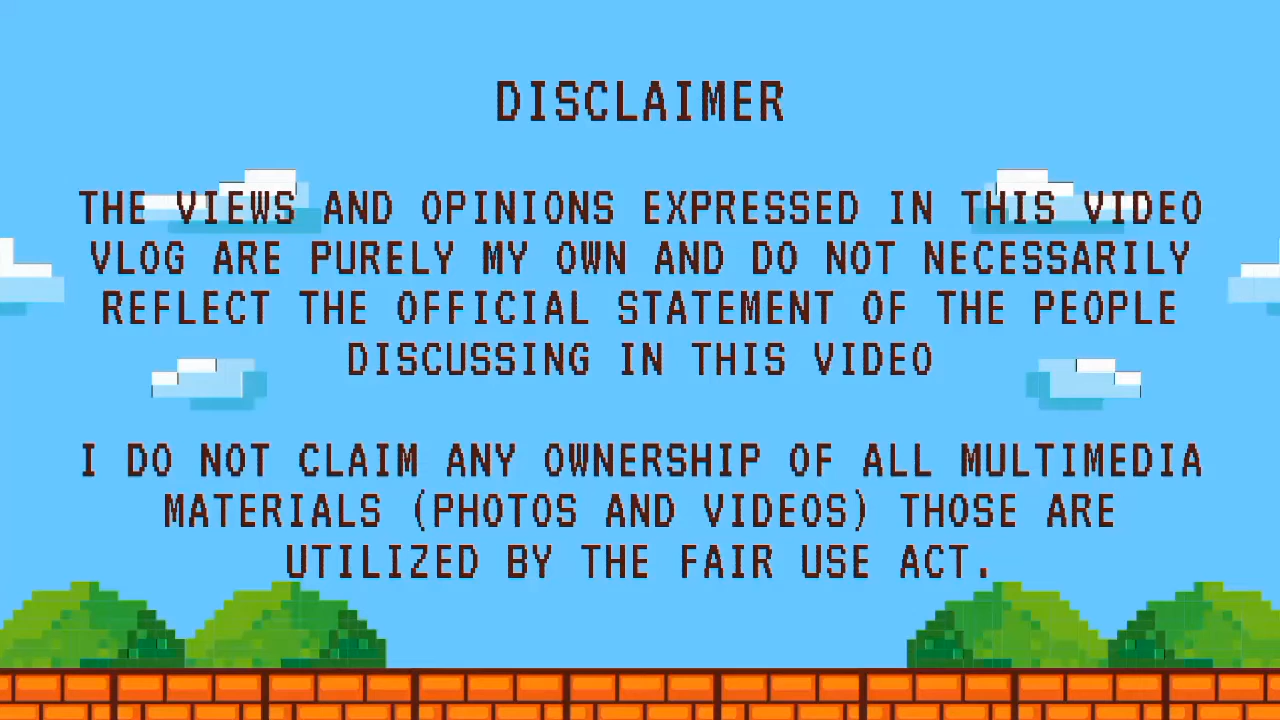 DISCLAIMER
THE VIEWS AND OPINIONS EXPRESSED IN THIS VIDEO
VLOG ARE PURELY MY OWN AND DO NOT NECESSARILY
REFLECT THE OFFICIAL STATEMENT OF THE PEOPLE
DISCUSSING IN THIS VIDEO
I DO NOT CLAIM ANY OWNERSHIP OF ALL MULTIMEDIA
MATERIALS (PHOTOS AND VIDEOS) THOSE ARE
UTILIZED BY THE FAIR USE ACT.